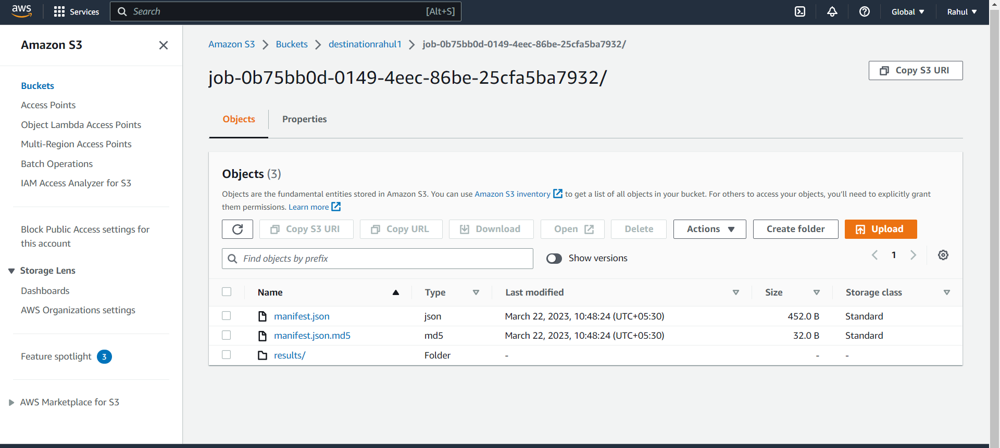 aws
Services
Search
[Alt+S]
Global
Rahul
Amazon S3
Buckets
Access Points
Object Lambda Access Points
Multi-Region Access Points
Batch Operations
IAM Access Analyzer for S3
Block Public Access settings for
this account
Storage Lens
Dashboards
AWS Organizations settings
Feature spotlight 3
AWS Marketplace for S3
Amazon S3 Buckets destinationrahul1 job-0b75bb0d-0149-4eec-86be-25cfa5ba7932/
job-0b75bb0d-0149-4eec-86be-25cfa5ba7932/
Copy S3 URI
Objects Properties
Objects (3)
Objects are the fundamental entities stored in Amazon S3. You can use Amazon S3 inventory to get a list of all objects in your bucket. For others to access your objects, you’ll need to explicitly grant
them permissions. Learn more
Copy S3 URI Copy URL Download Open Delete Actions Create folder Upload
Find objects by prefix
Show versions
1
Name Type Last modified Size Storage class
manifest.json json March 22, 2023, 10:48:24 (UTC+05:30) 452.0 B Standard
manifest.json.md5 md5 March 22, 2023, 10:48:24 (UTC+05:30) 32.0 B Standard
results/ Folder - - -